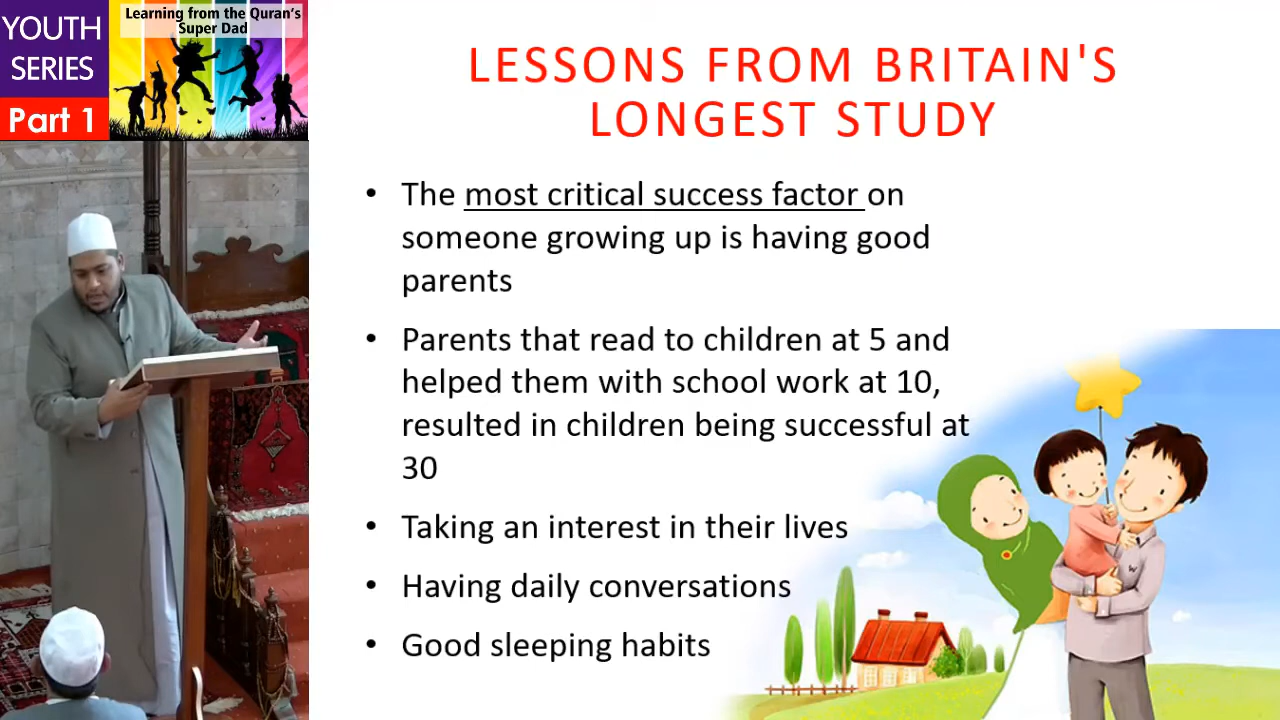 YOUTH
SERIES
Part 1
Learning from the Quran's
Super Dad
LESSONS FROM BRITAIN'S
LONGEST STUDY
• The most critical success factor on
someone growing up is having good
parents
• Parents that read to children at 5 and
helped them with school work at 10,
resulted in children being successful at
30
• Taking an interest in their lives
• Having daily conversations
• Good sleeping habits
W